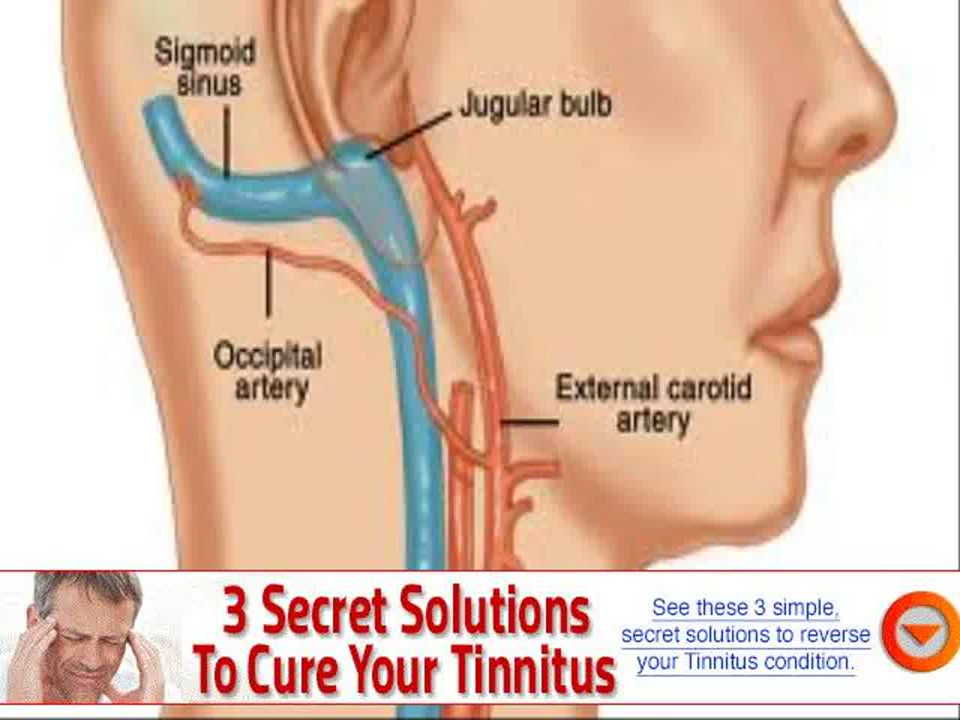 Sigmoid
sinus
Jugular bulb
Occipital
artery
External carotid
artery
3 Secret Solutions
To Cure Your Tinnitus
See these 3 simple,
secret solutions to reverse
your Tinnitus condition.